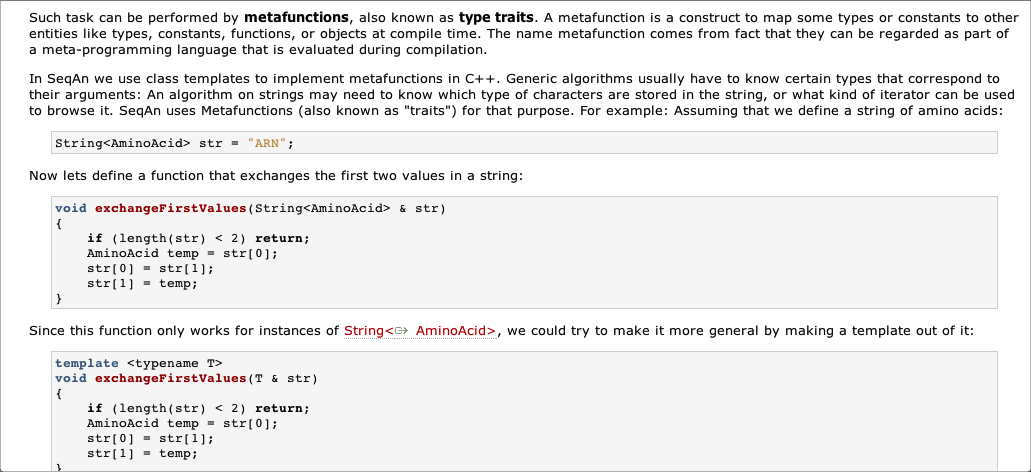 Such task can be performed by metafunctions, also known as type traits. A metafunction is a construct to map some types or constants to other
entities like types, constants, functions, or objects at compile time. The name metafunction comes from fact that they can be regarded as part of
a meta-programming language that is evaluated during compilation.
In SeqAn we use class templates to implement metafunctions in C++. Generic algorithms usually have to know certain types that correspond to
their arguments: An algorithm on strings may need to know which type of characters are stored in the string, or what kind of iterator can be used
to browse it. SeqAn uses Metafunctions (also known as "traits") for that purpose. For example: Assuming that we define a string of amino acids:
String<AminoAcid> str = "ARN";
Now lets define a function that exchanges the first two values in a string:
void exchangeFirstValues(String<AminoAcid> & str)
{
    if (length(str) < 2) return;
    AminoAcid temp = str[0];
    str[0] = str[1];
    str[1] = temp;
}
Since this function only works for instances of String< AminoAcid>, we could try to make it more general by making a template out of it:
template <typename T>
void exchangeFirstValues(T & str)
{
    if (length(str) < 2) return;
    AminoAcid temp = str[0];
    str[0] = str[1];
    str[1] = temp;
}